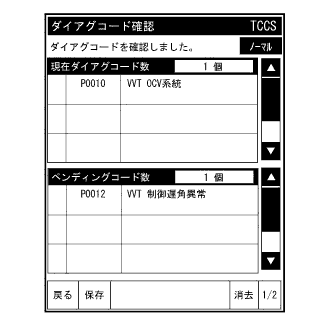 ダイアグコード確認 TCCS
ダイアグコードを確認しました。 ノーマル
現在ダイアグコード数 1 個 ▲
P0010 VVT OCV系統
▼
ペンディングコード数 1 個 ▲
P0012 VVT 制御遅角異常
▼
戻る 保存 消去 1/2